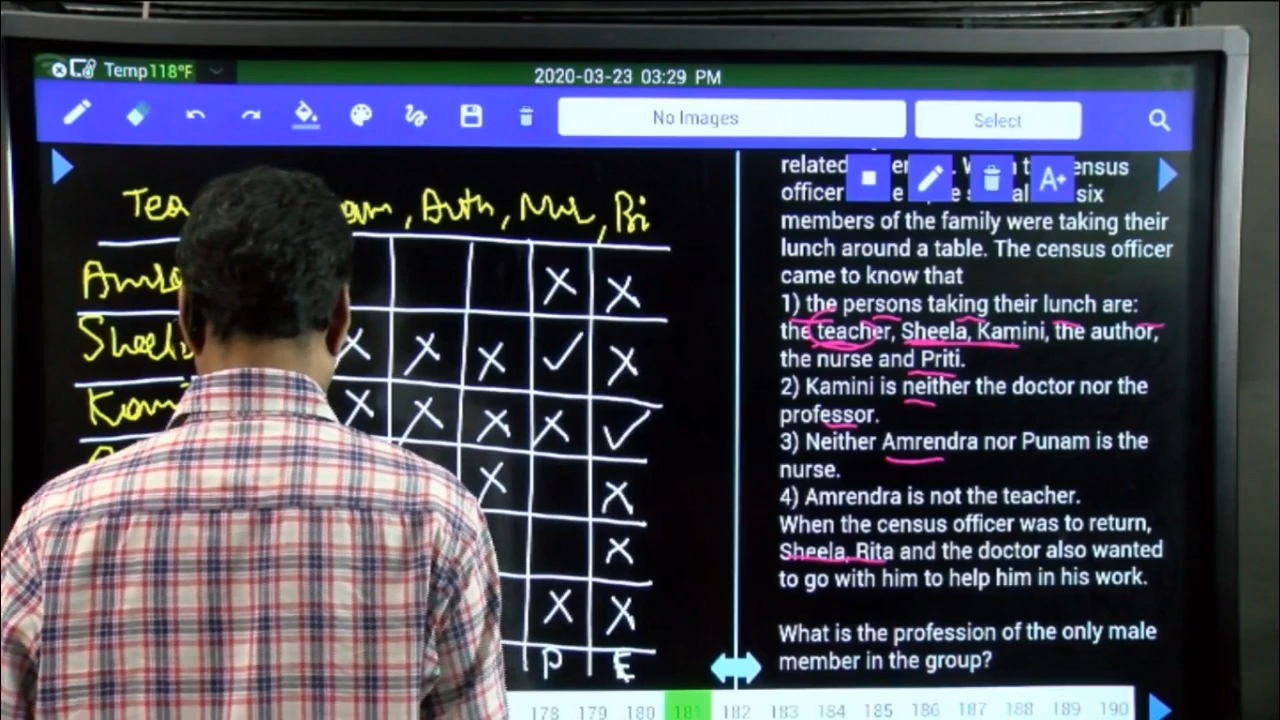 Temp 118°F
2020-03-23 03:29 PM
No Images
Select
A+
related
ensus
officer
six
members of the family were taking their
lunch around a table. The census officer
came to know that
1) the persons taking their lunch are:
the teacher, Sheela, Kamini, the author,
the nurse and Priti.
2) Kamini is neither the doctor nor the
professor.
3) Neither Amrendra nor Punam is the
nurse.
4) Amrendra is not the teacher.
When the census officer was to return,
Sheela, Rita and the doctor also wanted
to go with him to help him in his work.
What is the profession of the only male
member in the group?
Tea
, Auth,
, Pri
Sheel
Kami
P E
178 179 180 181 182 183 184 185 186 187 188 189 190